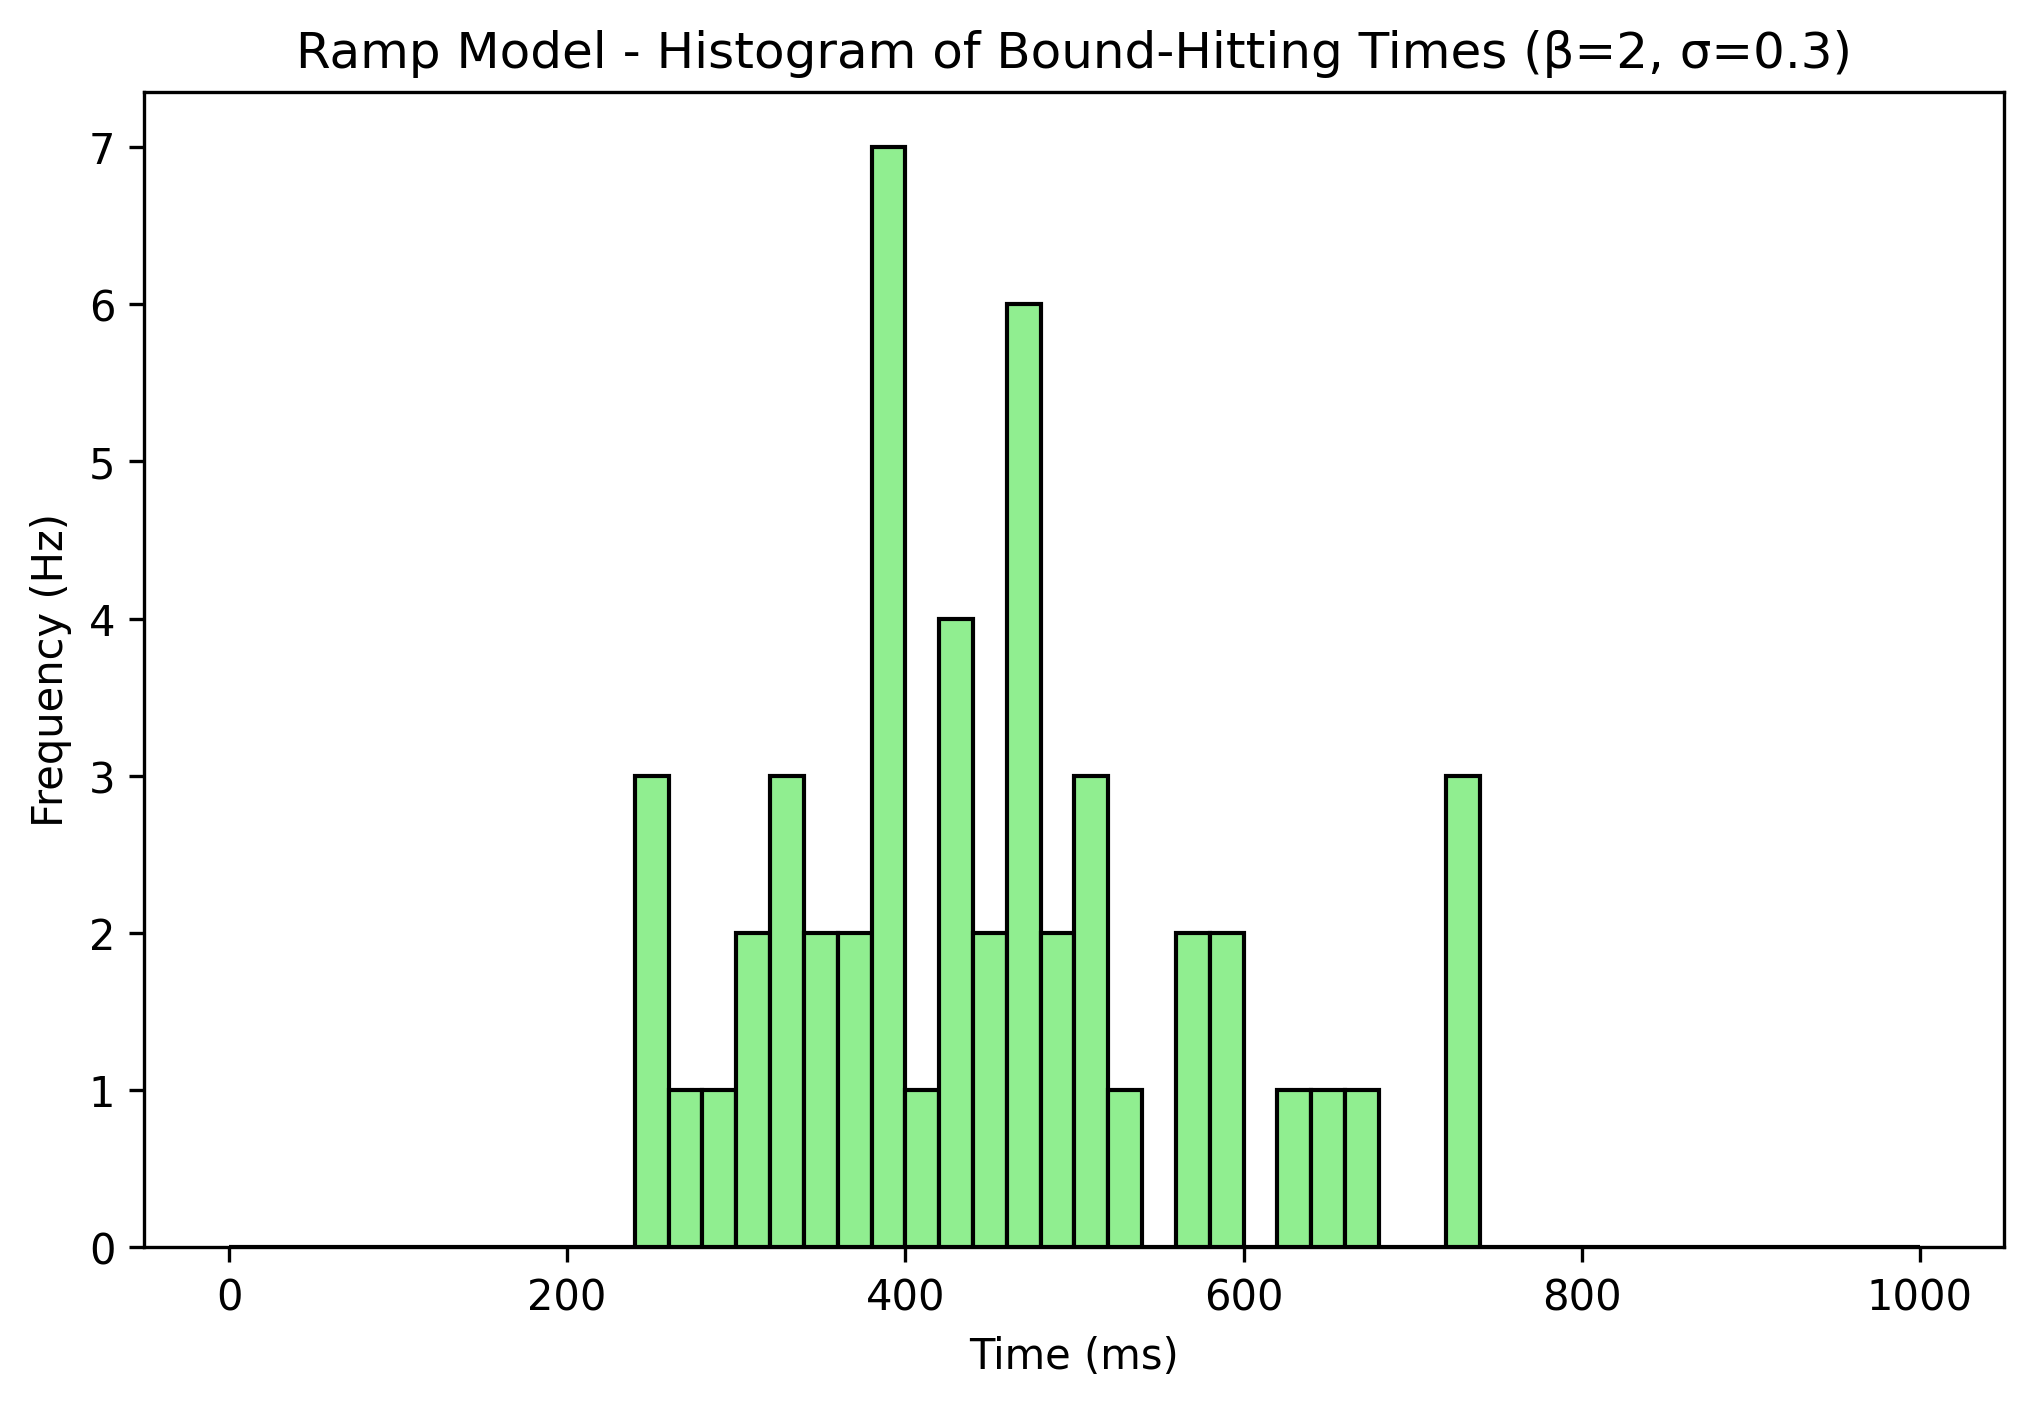 Ramp Model - Histogram of Bound-Hitting Times (β=2, σ=0.3)
7
6
5
4
3
2
1
0
Frequency (Hz)
0 200 400 600 800 1000
Time (ms)